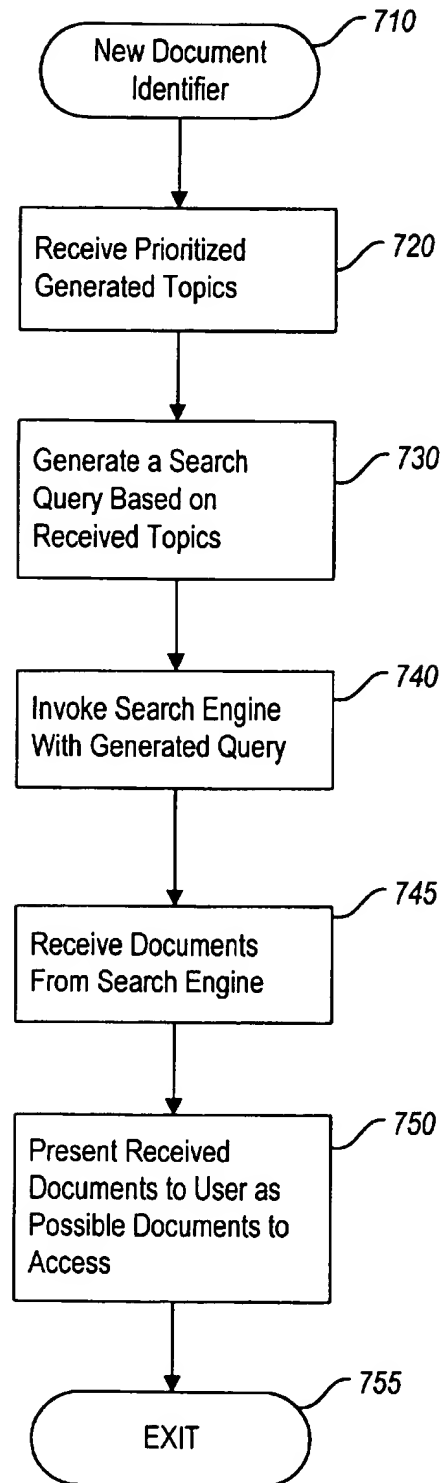 710
New Document
Identifier
720
Receive Prioritized
Generated Topics
730
Generate a Search
Query Based on
Received Topics
740
Invoke Search Engine
With Generated Query
745
Receive Documents
From Search Engine
750
Present Received
Documents to User as
Possible Documents to
Access
755
EXIT